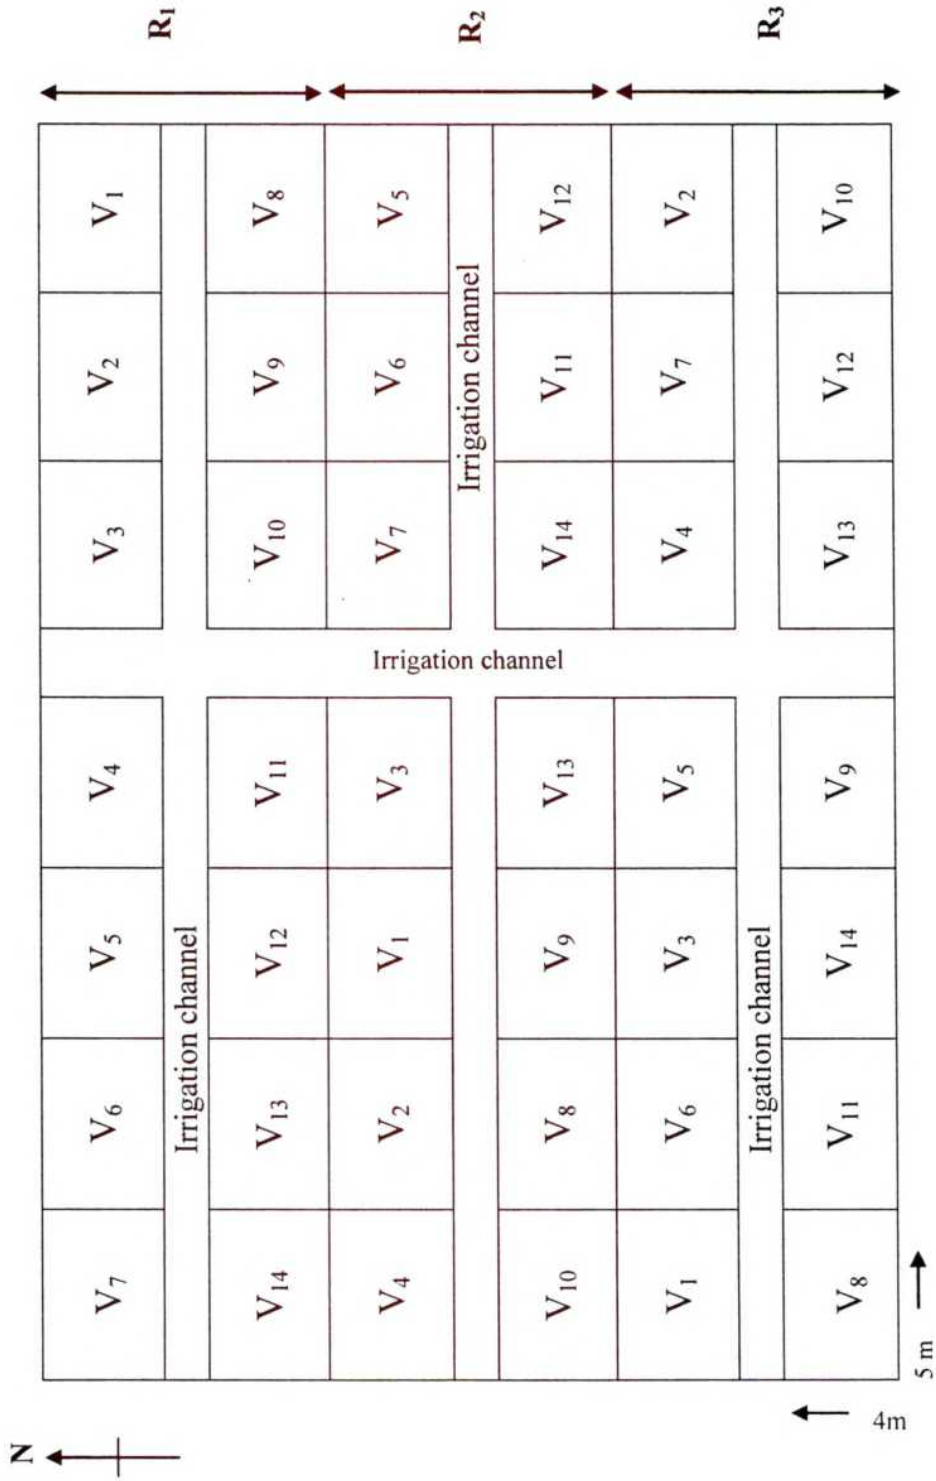 N
V7 V6 V5 V4 V3 V2 V1
R1
Irrigation channel
V14 V13 V12 V11 V10 V9 V8
V4 V2 V1 V3 V7 V6 V5
R2
Irrigation channel
Irrigation channel
V10 V8 V9 V13 V14 V11 V12
V1 V6 V3 V5 V4 V7 V2
R3
Irrigation channel
V8 V11 V14 V9 V13 V12 V10
4m
5 m